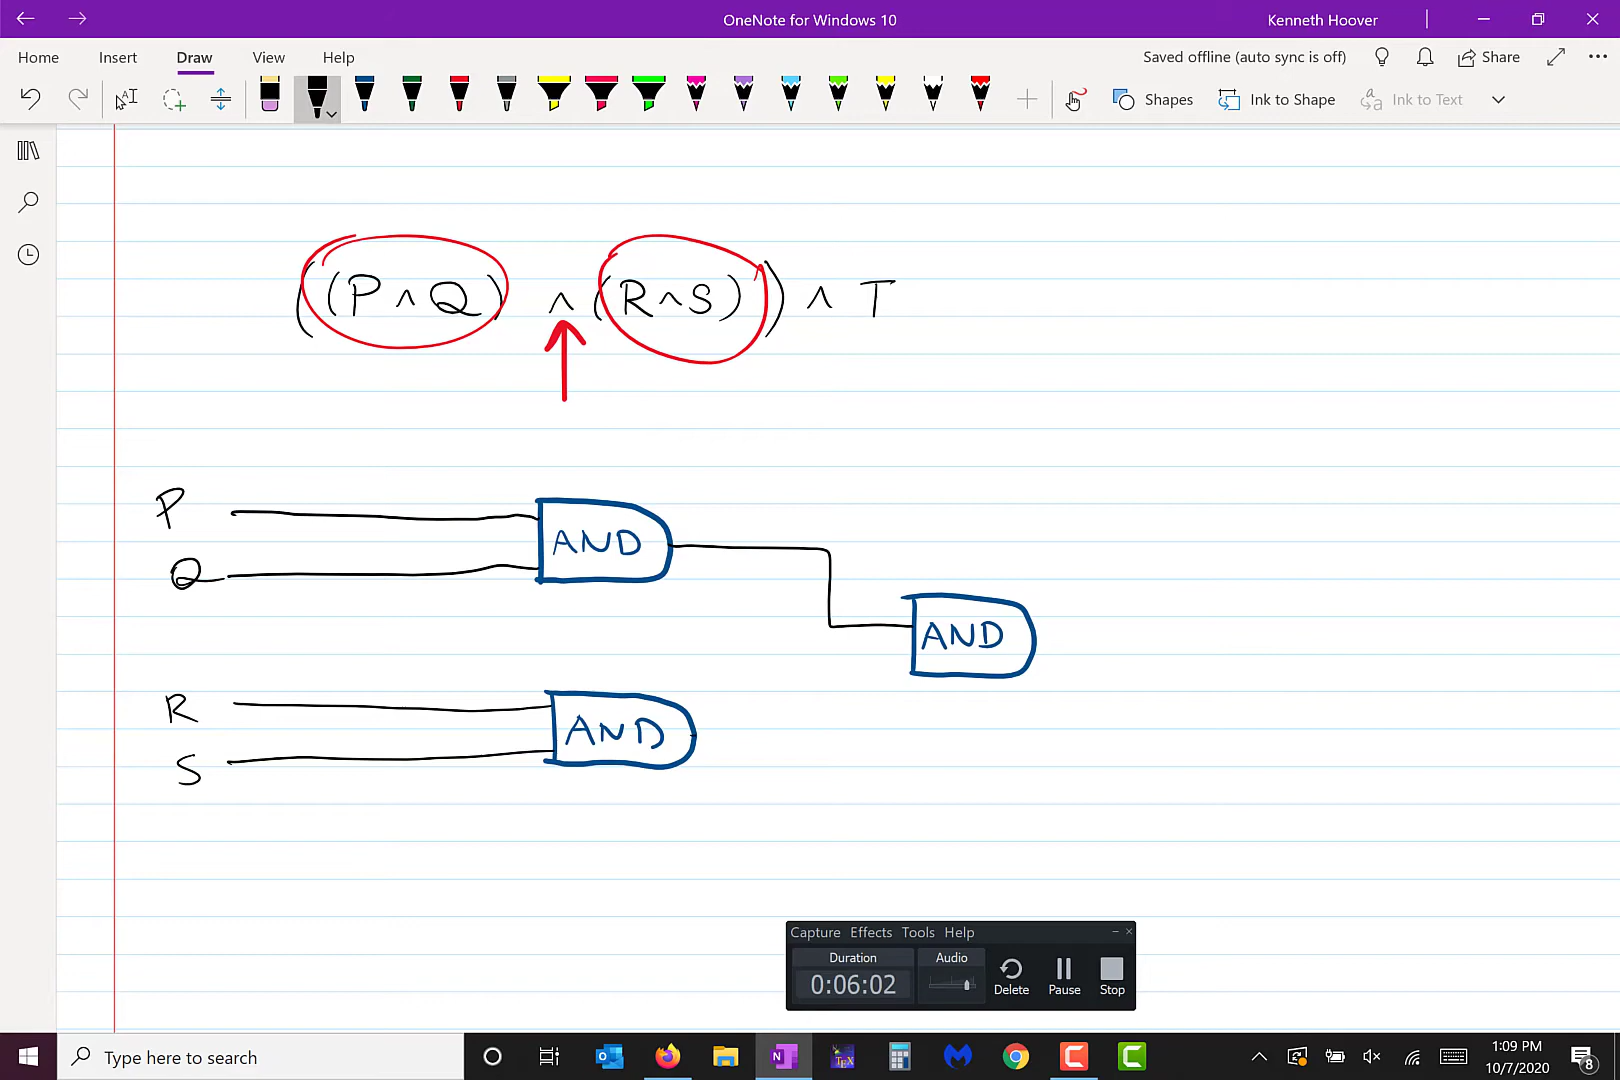 OneNote for Windows 10
Kenneth Hoover
Home Insert Draw View Help
Saved offline (auto sync is off) Share
Shapes Ink to Shape Ink to Text
((P ∧ Q) ∧ (R ∧ S)) ∧ T
P
AND
Q
AND
R
AND
S
Capture Effects Tools Help
Duration Audio
0:06:02
Delete Pause Stop
Type here to search
1:09 PM
10/7/2020
8